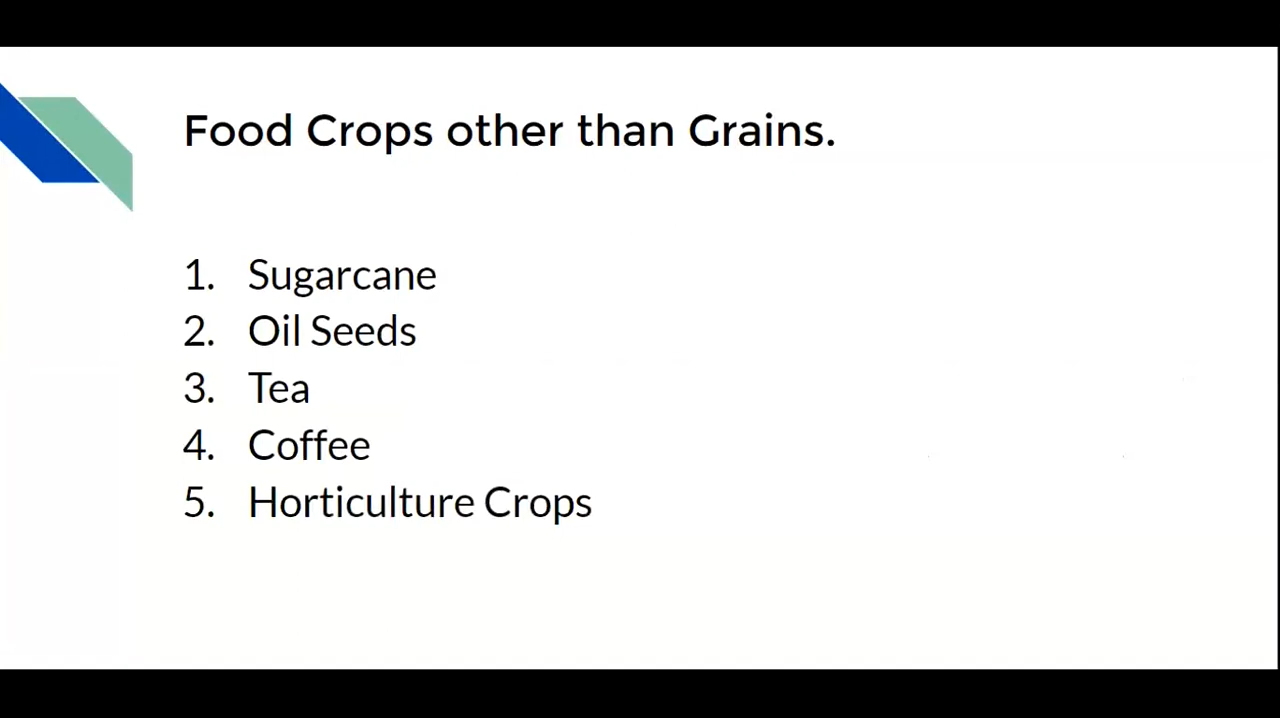 Food Crops other than Grains.
1. Sugarcane
2. Oil Seeds
3. Tea
4. Coffee
5. Horticulture Crops